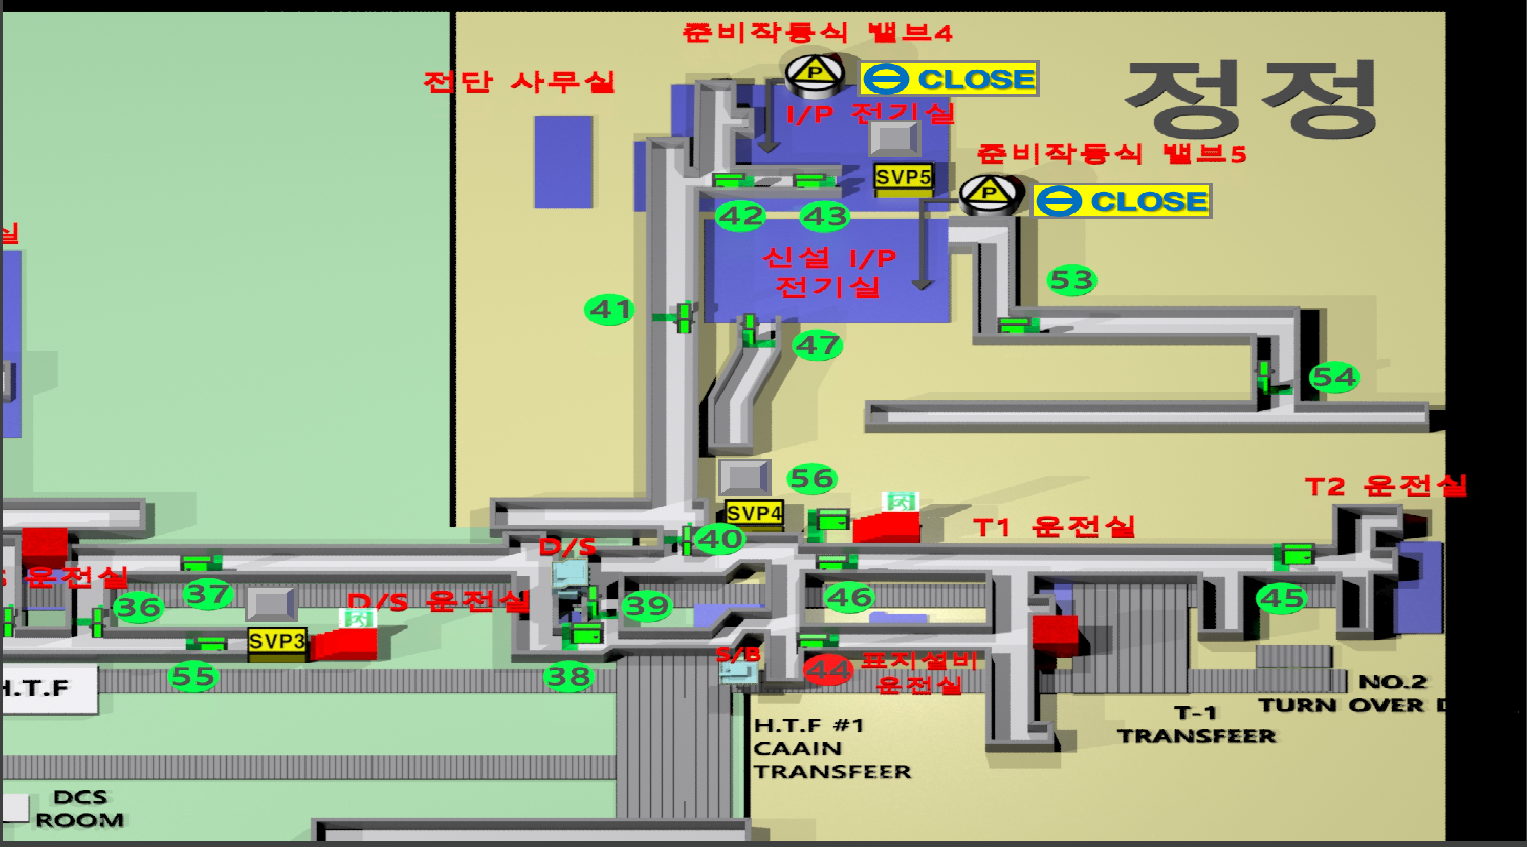 준비작동식 밸브4
전단 사무실
CLOSE
정정
I/P 전기실
준비작동식 밸브5
SVP5
CLOSE
42
43
실
신설 I/P
전기실
53
41
47
54
56
T2 운전실
SVP4
T1 운전실
40
D/S
S 운전실
37
36
D/S 운전실
39
46
45
SVP3
S/B
44
표지설비
운전실
55
38
H.T.F
NO.2
TURN OVER D
T-1
TRANSFEER
H.T.F #1
CAAIN
TRANSFEER
DCS
ROOM